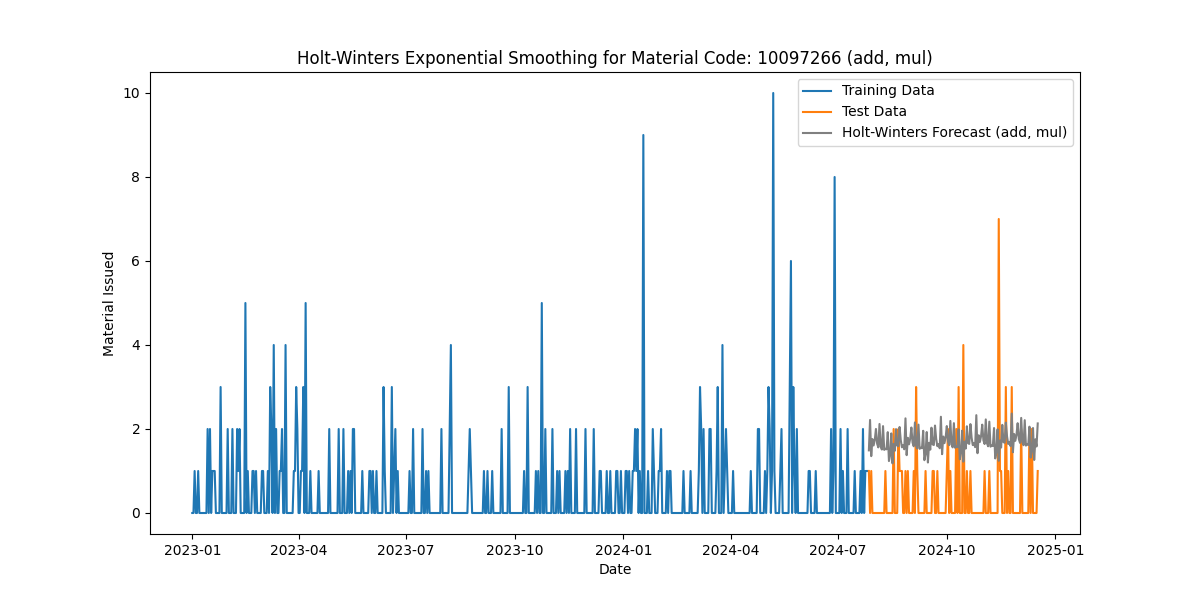 Holt-Winters Exponential Smoothing for Material Code: 10097266 (add, mul)
Training Data
Test Data
Holt-Winters Forecast (add, mul)
10
8
6
4
2
0
Material Issued
2023-01 2023-04 2023-07 2023-10 2024-01 2024-04 2024-07 2024-10 2025-01
Date